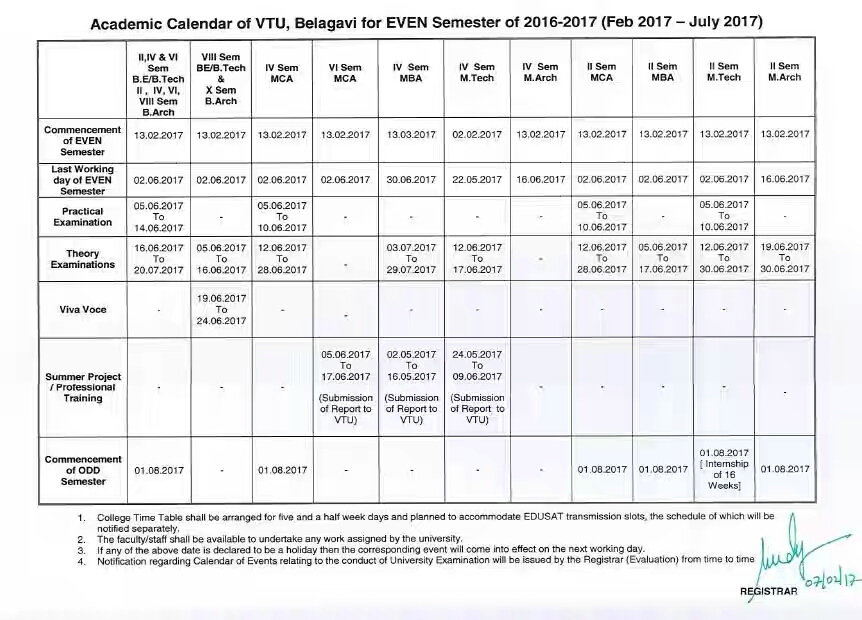 Academic Calendar of VTU, Belagavi for EVEN Semester of 2016-2017 (Feb 2017 – July 2017)
II,IV & VI
Sem
B.E/B.Tech
II , IV, VI,
VIII Sem
B.Arch
VIII Sem
BE/B.Tech
&
X Sem
B.Arch
IV Sem
MCA
VI Sem
MCA
IV Sem
MBA
IV Sem
M.Tech
IV Sem
M.Arch
II Sem
MCA
II Sem
MBA
II Sem
M.Tech
II Sem
M.Arch
Commencement
of EVEN
Semester
13.02.2017
13.02.2017
13.02.2017
13.02.2017
13.03.2017
02.02.2017
13.02.2017
13.02.2017
13.02.2017
13.02.2017
13.02.2017
Last Working
day of EVEN
Semester
02.06.2017
02.06.2017
02.06.2017
02.06.2017
30.06.2017
22.05.2017
16.06.2017
02.06.2017
02.06.2017
02.06.2017
16.06.2017
Practical
Examination
05.06.2017
To
14.06.2017
-
05.06.2017
To
10.06.2017
-
-
-
-
05.06.2017
To
10.06.2017
-
05.06.2017
To
10.06.2017
-
Theory
Examinations
16.06.2017
To
20.07.2017
05.06.2017
To
16.06.2017
12.06.2017
To
28.06.2017
-
03.07.2017
To
29.07.2017
12.06.2017
To
17.06.2017
-
12.06.2017
To
28.06.2017
05.06.2017
To
17.06.2017
12.06.2017
To
30.06.2017
19.06.2017
To
30.06.2017
Viva Voce
-
19.06.2017
To
24.06.2017
-
-
-
-
-
-
-
-
-
Summer Project
/ Professional
Training
-
-
-
05.06.2017
To
17.06.2017
(Submission
of Report to
VTU)
02.05.2017
To
16.05.2017
(Submission
of Report to
VTU)
24.05.2017
To
09.06.2017
(Submission
of Report to
VTU)
-
-
-
-
-
Commencement
of ODD
Semester
01.08.2017
-
01.08.2017
-
-
-
-
01.08.2017
01.08.2017
01.08.2017
[ Internship
of 16
Weeks]
01.08.2017
1. College Time Table shall be arranged for five and a half week days and planned to accommodate EDUSAT transmission slots, the schedule of which will be
notified separately.
2. The faculty/staff shall be available to undertake any work assigned by the university.
3. If any of the above date is declared to be a holiday then the corresponding event will come into effect on the next working day.
4. Notification regarding Calendar of Events relating to the conduct of University Examination will be issued by the Registrar (Evaluation) from time to time
07/02/17
REGISTRAR